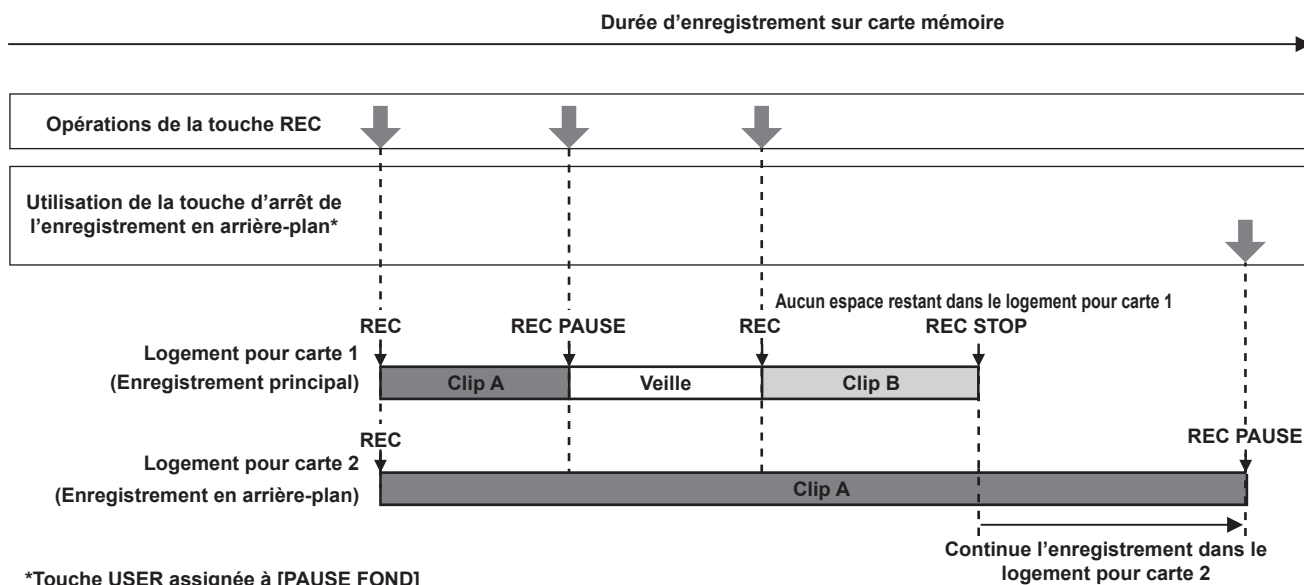 Durée d'enregistrement sur carte mémoire
Opérations de la touche REC
Utilisation de la touche d'arrêt de
l'enregistrement en arrière-plan*
Aucun espace restant dans le logement pour carte 1
REC
REC PAUSE
REC
REC STOP
Logement pour carte 1
(Enregistrement principal)
Clip A
Veille
Clip B
REC
REC PAUSE
Logement pour carte 2
(Enregistrement en arrière-plan)
Clip A
Continue l'enregistrement dans le
logement pour carte 2
*Touche USER assignée à [PAUSE FOND]